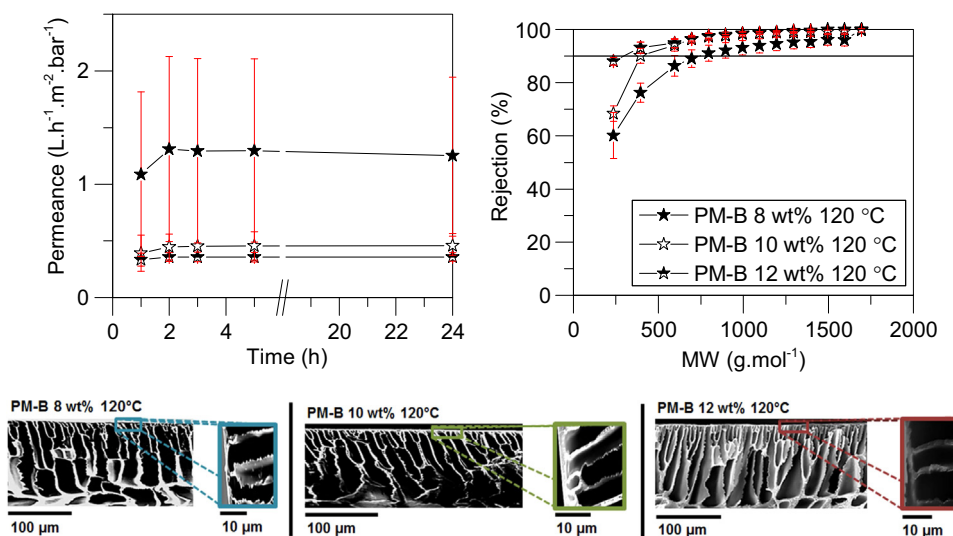 Permeance (L.h⁻¹.m⁻².bar⁻¹)
2
1
0
0
2
4
20
22
24
Time (h)
Rejection (%)
100
80
60
40
20
0
PM-B 8 wt% 120 °C
PM-B 10 wt% 120 °C
PM-B 12 wt% 120 °C
0
500
1000
1500
2000
MW (g.mol⁻¹)
PM-B 8 wt% 120°C
100 µm
10 µm
PM-B 10 wt% 120°C
100 µm
10 µm
PM-B 12 wt% 120°C
100 µm
10 µm